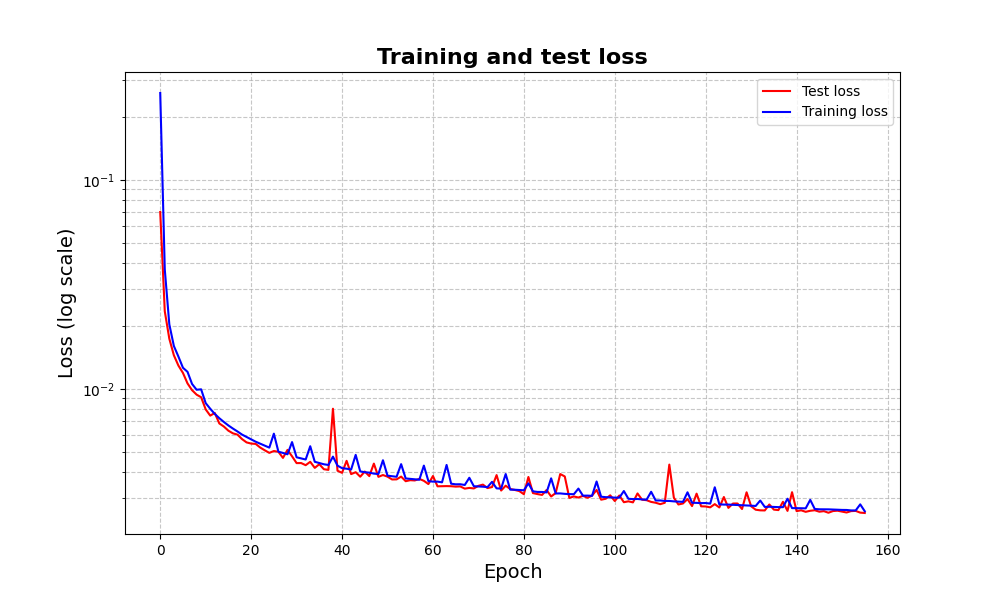 Training and test loss
Test loss
Training loss
10⁻¹
10⁻²
Loss (log scale)
0 20 40 60 80 100 120 140 160
Epoch